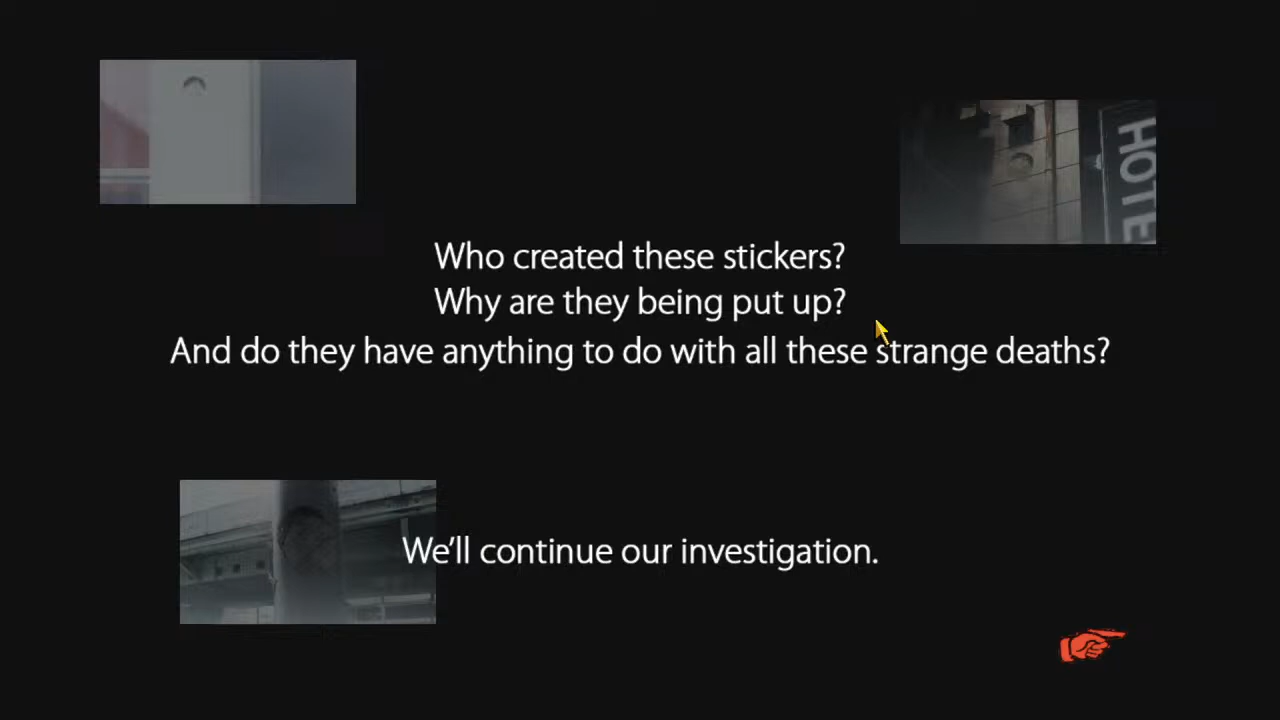 HOTE
Who created these stickers?
Why are they being put up?
And do they have anything to do with all these strange deaths?
We'll continue our investigation.